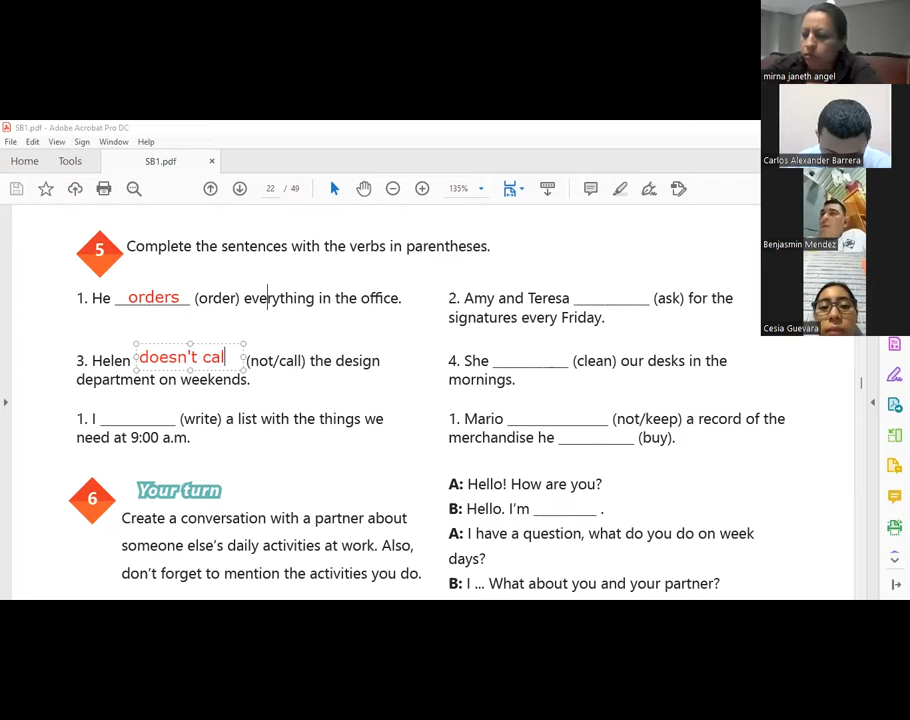 SB1.pdf - Adobe Acrobat Pro DC
File Edit View Sign Window Help
Home Tools SB1.pdf ×
22 / 49 135%
5 Complete the sentences with the verbs in parentheses.
1. He orders (order) everything in the office.
2. Amy and Teresa __________ (ask) for the
signatures every Friday.
3. Helen doesn't cal (not/call) the design
department on weekends.
4. She __________ (clean) our desks in the
mornings.
1. I __________ (write) a list with the things we
need at 9:00 a.m.
1. Mario _____________ (not/keep) a record of the
merchandise he __________ (buy).
6 Your turn
Create a conversation with a partner about
someone else's daily activities at work. Also,
don't forget to mention the activities you do.
A: Hello! How are you?
B: Hello. I'm ________ .
A: I have a question, what do you do on week
days?
B: I ... What about you and your partner?
mirna janeth angel
Carlos Alexander Barrera
Benjasmin Mendez
Cesia Guevara